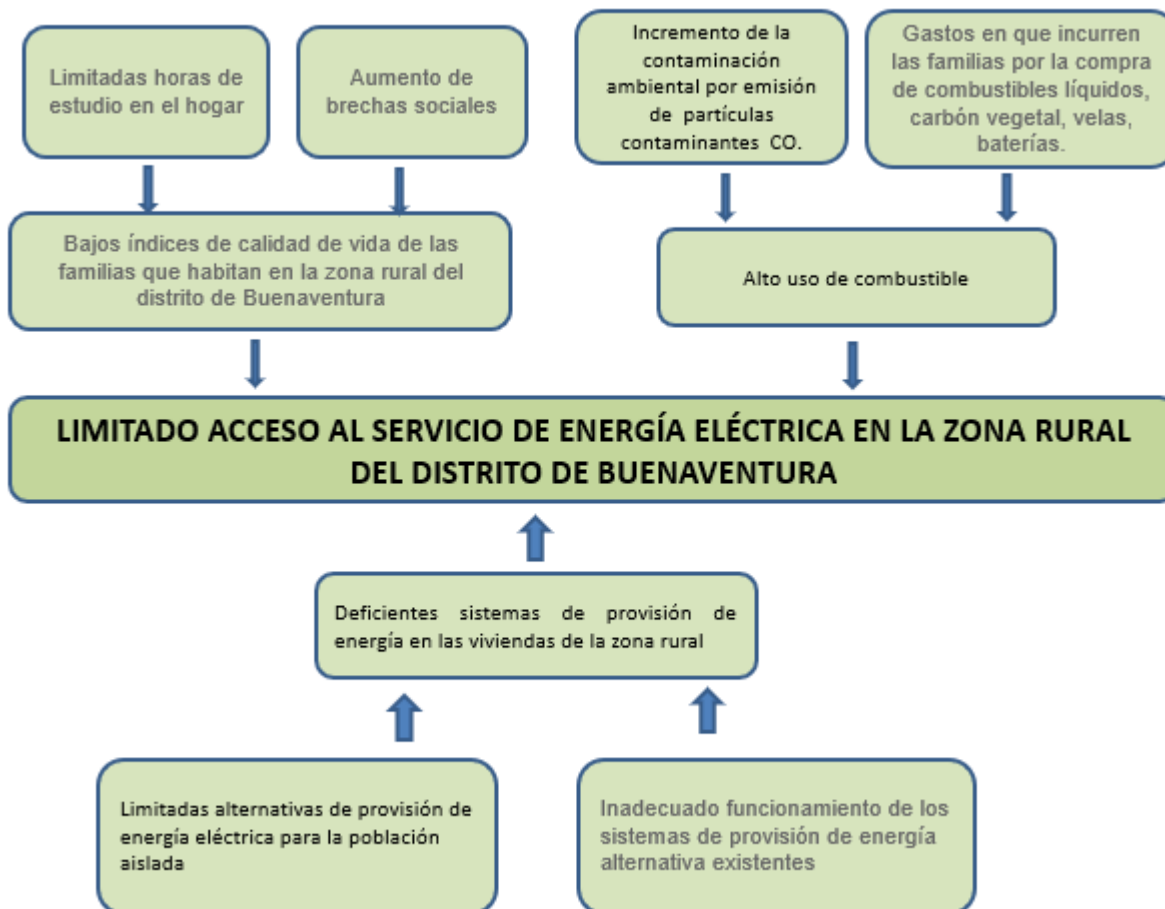 Limitadas horas de
estudio en el hogar
Aumento de
brechas sociales
Incremento de la
contaminación
ambiental por emisión
de partículas
contaminantes CO.
Gastos en que incurren
las familias por la compra
de combustibles líquidos,
carbón vegetal, velas,
baterías.
Bajos índices de calidad de vida de las
familias que habitan en la zona rural del
distrito de Buenaventura
Alto uso de combustible
LIMITADO ACCESO AL SERVICIO DE ENERGÍA ELÉCTRICA EN LA ZONA RURAL
DEL DISTRITO DE BUENAVENTURA
Deficientes sistemas de provisión de
energía en las viviendas de la zona rural
Limitadas alternativas de provisión de
energía eléctrica para la población
aislada
Inadecuado funcionamiento de los
sistemas de provisión de energía
alternativa existentes